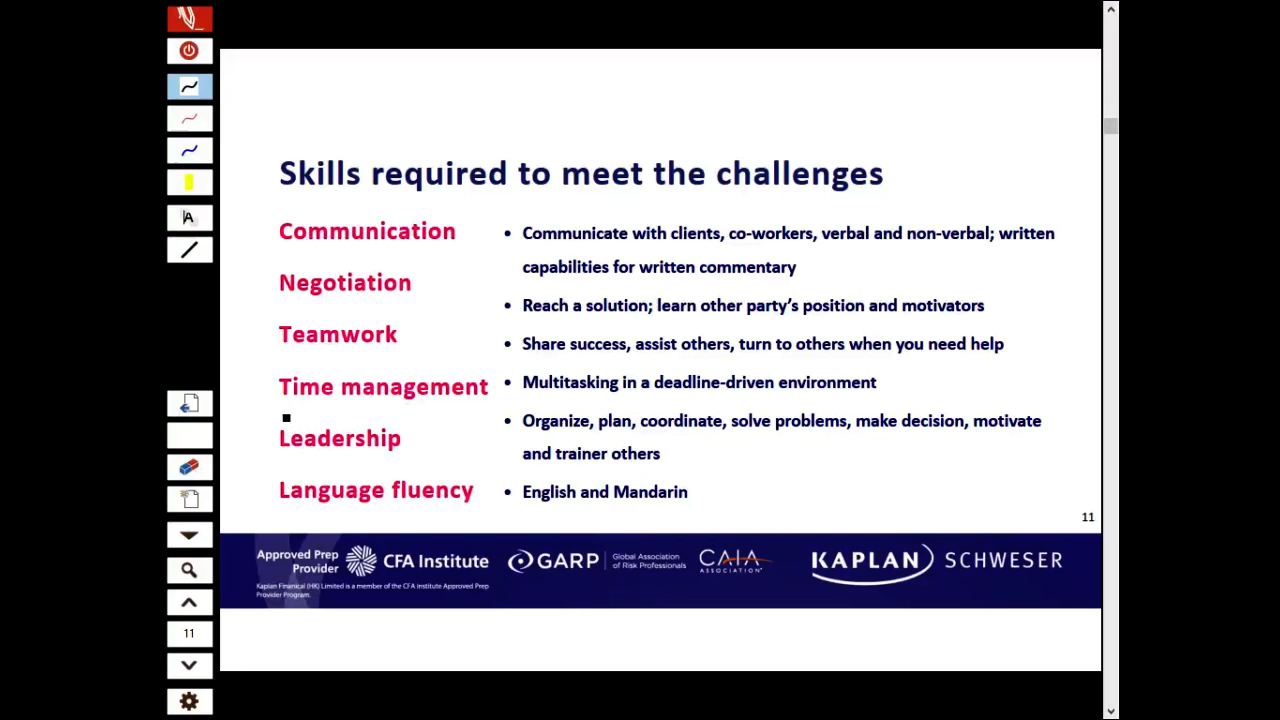 Skills required to meet the challenges
Communication
Negotiation
Teamwork
Time management
Leadership
Language fluency
• Communicate with clients, co-workers, verbal and non-verbal; written
capabilities for written commentary
• Reach a solution; learn other party’s position and motivators
• Share success, assist others, turn to others when you need help
• Multitasking in a deadline-driven environment
• Organize, plan, coordinate, solve problems, make decision, motivate
and trainer others
• English and Mandarin
11
Approved Prep
Provider
CFA Institute
Kaplan Financial (HK) Limited is a member of the CFA Institute Approved Prep
Provider Program.
GARP
Global Association
of Risk Professionals
CAIA
ASSOCIATION
KAPLAN SCHWESER
A
11